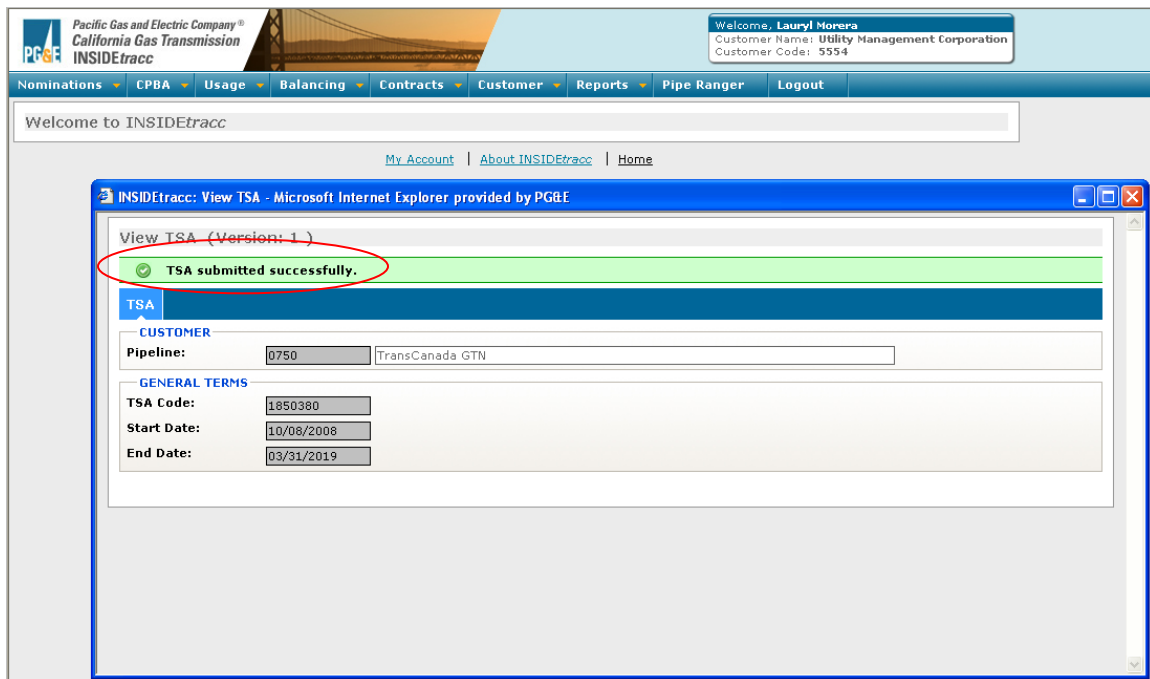 Pacific Gas and Electric Company®
California Gas Transmission
INSIDEtracc
PG&E
Welcome, Lauryl Morera
Customer Name: Utility Management Corporation
Customer Code: 5554
Nominations CPBA Usage Balancing Contracts Customer Reports Pipe Ranger Logout
Welcome to INSIDEtracc
My Account | About INSIDEtracc | Home
INSIDEtracc: View TSA - Microsoft Internet Explorer provided by PG&E
View TSA (Version: 1 )
TSA submitted successfully.
TSA
CUSTOMER
Pipeline: 0750 TransCanada GTN
GENERAL TERMS
TSA Code: 1850380
Start Date: 10/08/2008
End Date: 03/31/2019